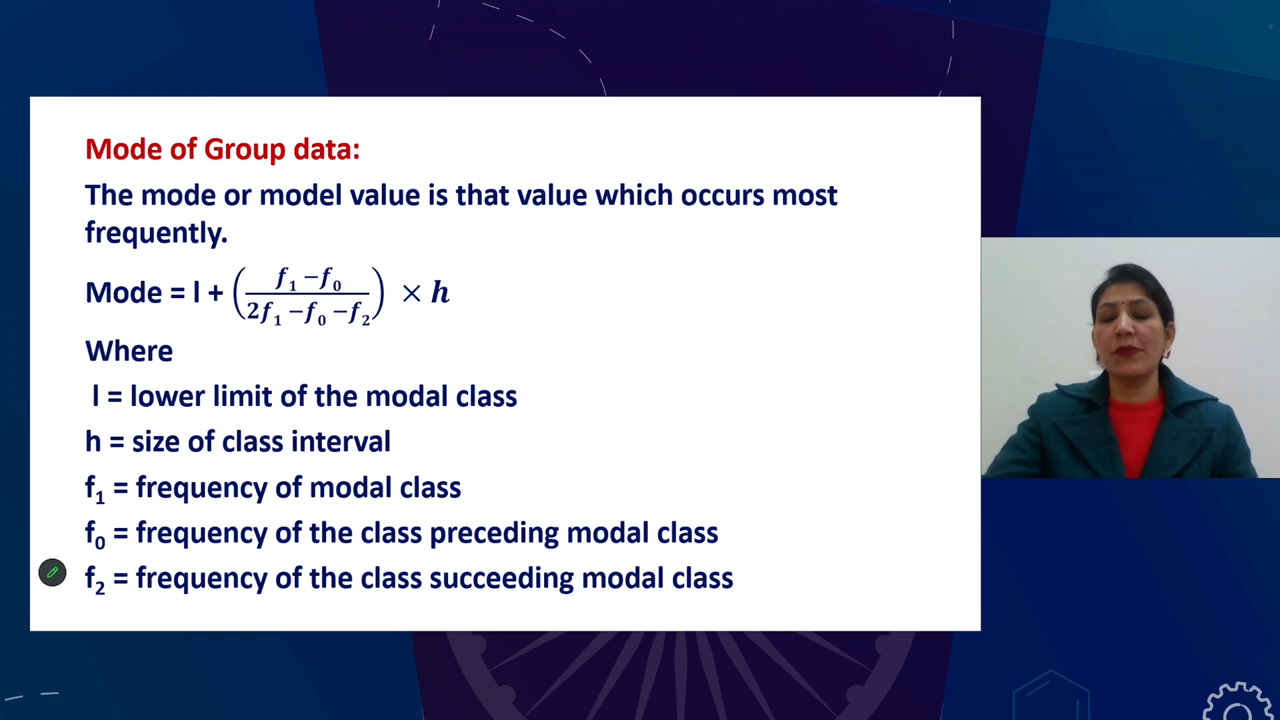 Mode of Group data:
The mode or model value is that value which occurs most
frequently.
Mode = l + (f₁ −f₀ / 2f₁ −f₀ −f₂) × h
Where
l = lower limit of the modal class
h = size of class interval
f₁ = frequency of modal class
f₀ = frequency of the class preceding modal class
f₂ = frequency of the class succeeding modal class